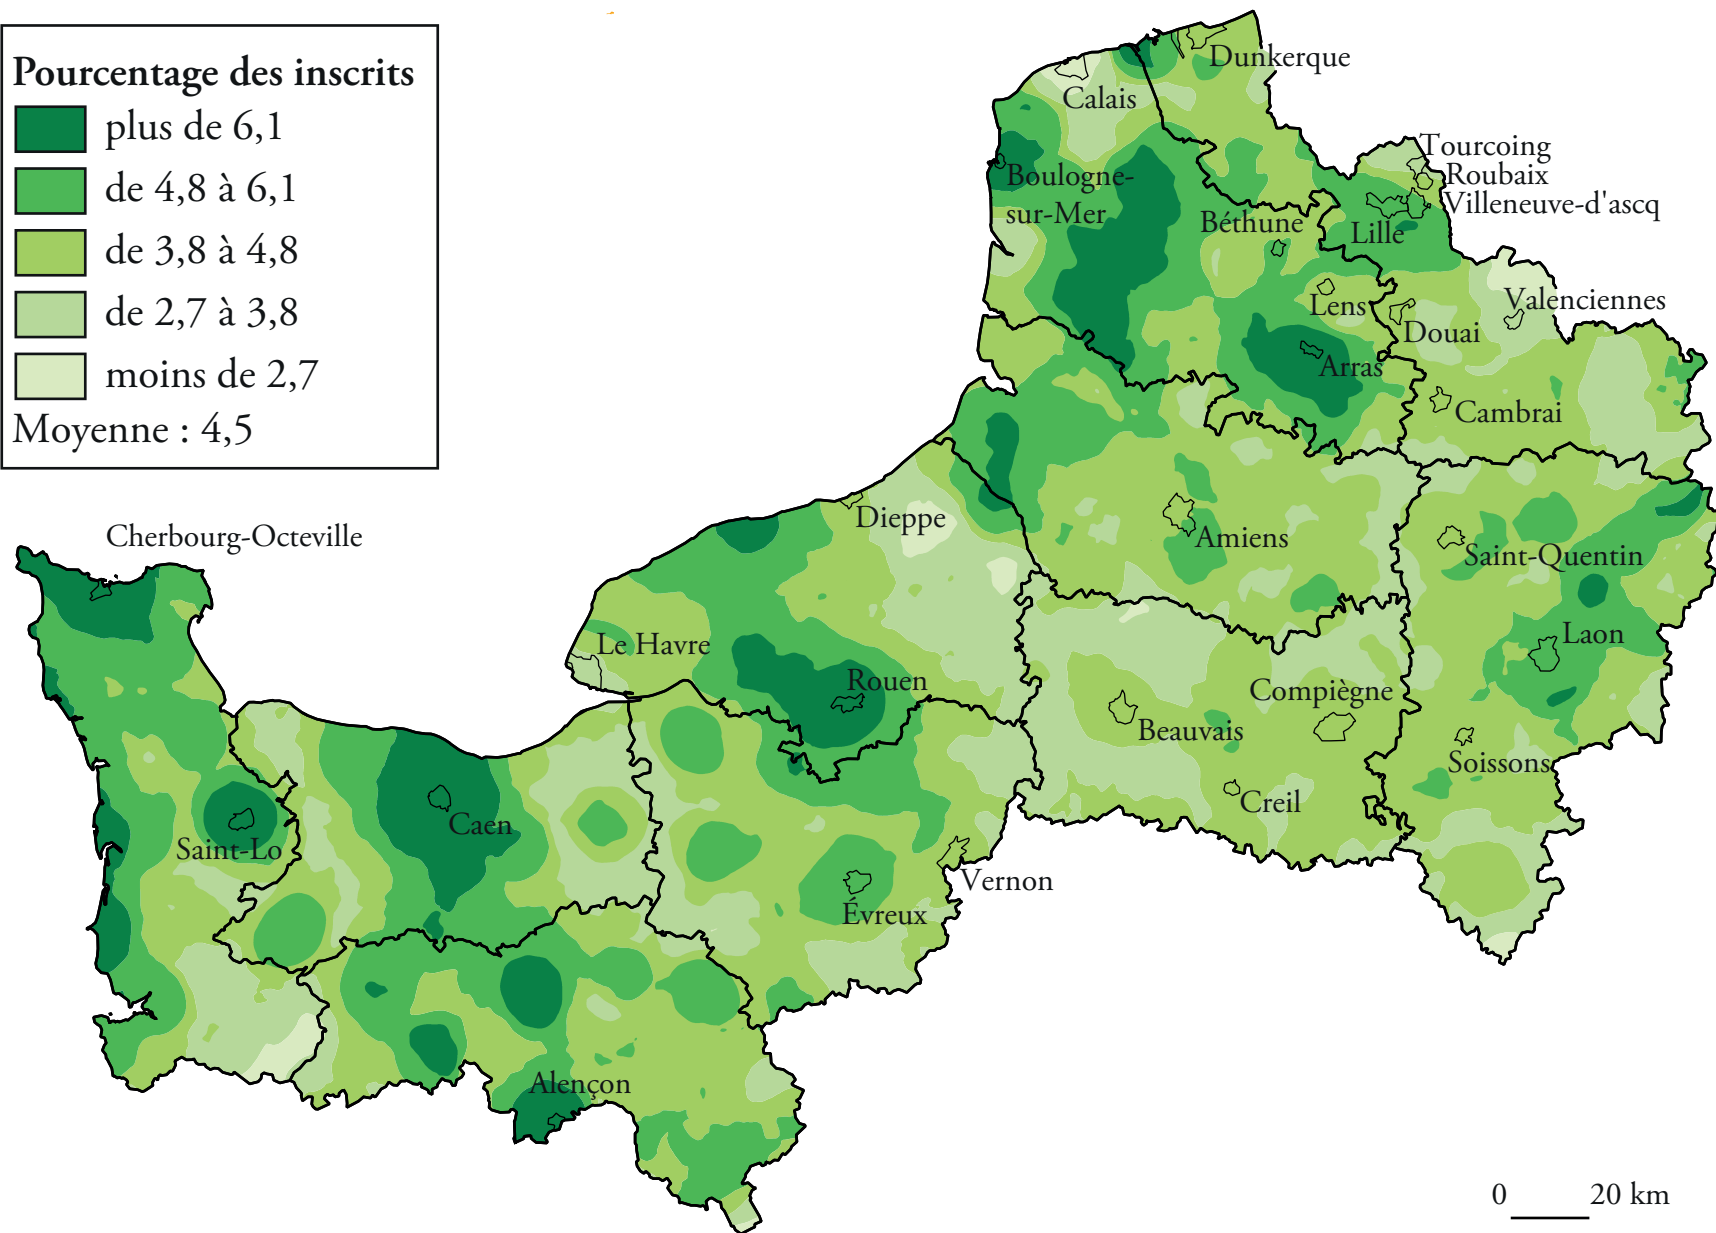 Pourcentage des inscrits
plus de 6,1
de 4,8 à 6,1
de 3,8 à 4,8
de 2,7 à 3,8
moins de 2,7
Moyenne : 4,5
Dunkerque
Calais
Tourcoing
Roubaix
Villeneuve-d'ascq
Boulogne-
sur-Mer
Béthune
Lille
Lens
Valenciennes
Douai
Arras
Cambrai
Dieppe
Amiens
Cherbourg-Octeville
Saint-Quentin
Laon
Le Havre
Rouen
Compiègne
Beauvais
Soissons
Creil
Caen
Saint-Lo
Vernon
Évreux
Alençon
0 20 km